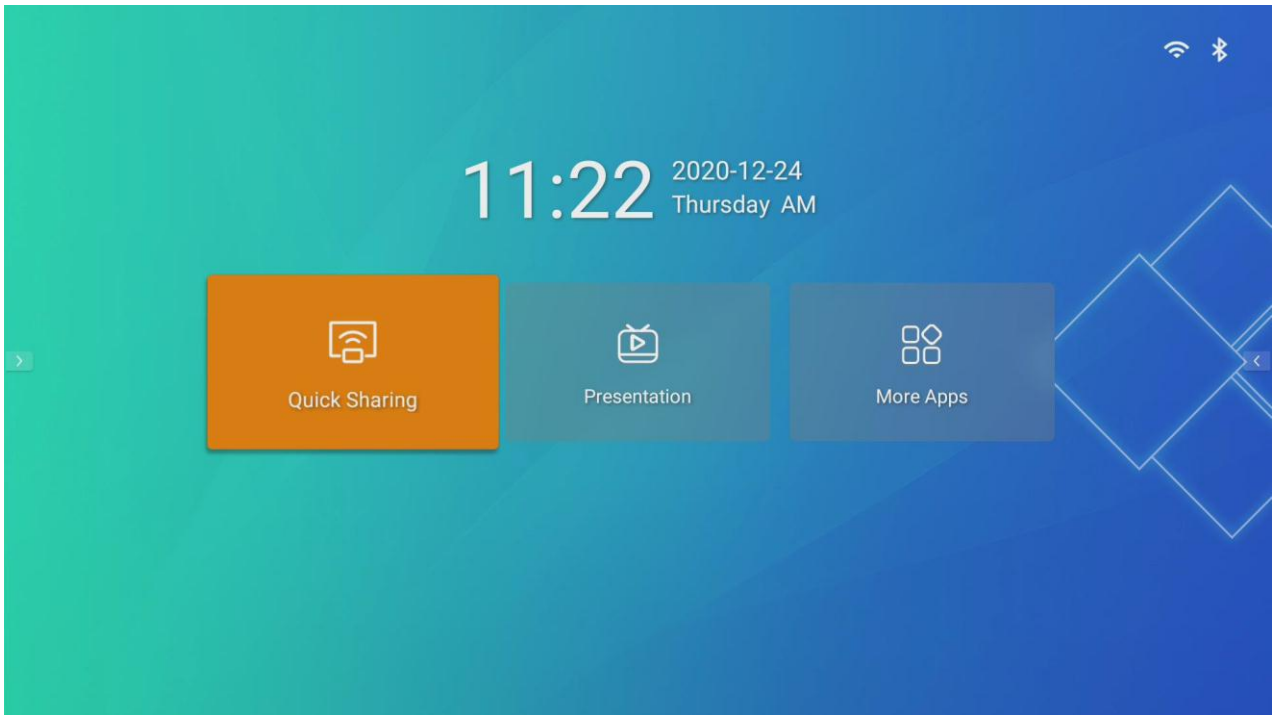 11:22
2020-12-24
Thursday AM
Quick Sharing
Presentation
More Apps